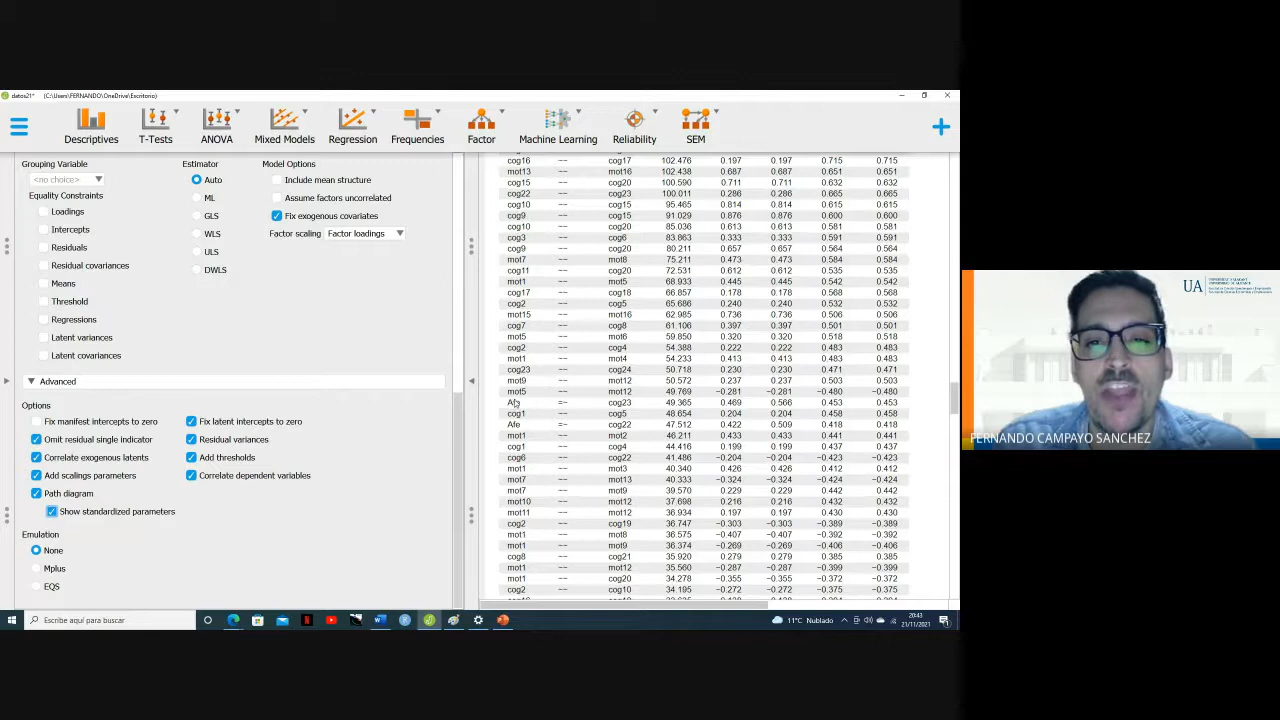 datos21* (C:\Users\FERNANDO\OneDrive\Escritorio)
Descriptives T-Tests ANOVA Mixed Models Regression Frequencies Factor Machine Learning Reliability SEM
Grouping Variable
<no choice>
Equality Constraints
Loadings
Intercepts
Residuals
Residual covariances
Means
Threshold
Regressions
Latent variances
Latent covariances
Estimator
Auto
ML
GLS
WLS
ULS
DWLS
Model Options
Include mean structure
Assume factors uncorrelated
Fix exogenous covariates
Factor scaling Factor loadings
Advanced
Options
Fix manifest intercepts to zero Fix latent intercepts to zero
Omit residual single indicator Residual variances
Correlate exogenous latents Add thresholds
Add scalings parameters Correlate dependent variables
Path diagram
Show standardized parameters
Emulation
None
Mplus
EQS
cog16 ~~ cog17 102.476 0.197 0.197 0.715 0.715
mot13 ~~ mot16 102.438 0.687 0.687 0.651 0.651
cog15 ~~ cog20 100.590 0.711 0.711 0.632 0.632
cog22 ~~ cog23 100.011 0.286 0.286 0.665 0.665
cog10 ~~ cog15 95.465 0.814 0.814 0.615 0.615
cog9 ~~ cog15 91.029 0.876 0.876 0.600 0.600
cog10 ~~ cog20 85.036 0.613 0.613 0.581 0.581
cog3 ~~ cog6 83.863 0.333 0.333 0.591 0.591
cog9 ~~ cog20 80.211 0.657 0.657 0.564 0.564
mot7 ~~ mot8 75.211 0.473 0.473 0.584 0.584
cog11 ~~ cog20 72.531 0.612 0.612 0.535 0.535
mot1 ~~ mot5 68.933 0.445 0.445 0.542 0.542
cog17 ~~ cog18 66.857 0.178 0.178 0.568 0.568
cog2 ~~ cog5 65.686 0.240 0.240 0.532 0.532
mot15 ~~ mot16 62.985 0.736 0.736 0.506 0.506
cog7 ~~ cog8 61.106 0.397 0.397 0.501 0.501
mot5 ~~ mot6 59.850 0.320 0.320 0.518 0.518
cog2 ~~ cog4 54.388 0.222 0.222 0.483 0.483
mot1 ~~ mot4 54.233 0.413 0.413 0.483 0.483
cog23 ~~ cog24 50.718 0.230 0.230 0.471 0.471
mot9 ~~ mot12 50.572 0.237 0.237 0.503 0.503
mot5 ~~ mot12 49.769 −0.281 −0.281 −0.480 −0.480
=~ cog23 49.365 0.469 0.566 0.453 0.453
cog1 ~~ cog5 48.654 0.204 0.204 0.458 0.458
Afe =~ cog22 47.512 0.422 0.509 0.418 0.418
mot1 ~~ mot2 46.211 0.433 0.433 0.441 0.441
cog1 ~~ cog4 44.416 0.199 0.199 0.437 0.437
cog6 ~~ cog22 41.486 −0.204 −0.204 −0.423 −0.423
mot1 ~~ mot3 40.340 0.426 0.426 0.412 0.412
mot7 ~~ mot13 40.333 −0.324 −0.324 −0.424 −0.424
mot7 ~~ mot9 39.570 0.229 0.229 0.442 0.442
mot10 ~~ mot12 37.698 0.216 0.216 0.432 0.432
mot11 ~~ mot12 36.934 0.197 0.197 0.430 0.430
cog2 ~~ cog19 36.747 −0.303 −0.303 −0.389 −0.389
mot1 ~~ mot8 36.575 −0.407 −0.407 −0.392 −0.392
mot1 ~~ mot9 36.374 −0.269 −0.269 −0.406 −0.406
cog8 ~~ cog21 35.920 0.279 0.279 0.385 0.385
mot1 ~~ mot12 35.560 −0.287 −0.287 −0.399 −0.399
mot1 ~~ cog20 34.278 −0.355 −0.355 −0.372 −0.372
cog2 ~~ cog10 34.195 −0.272 −0.272 −0.375 −0.375
UA
FERNANDO CAMPAYO SANCHEZ
Escribe aquí para buscar
11°C Nublado
20:43
21/11/2021